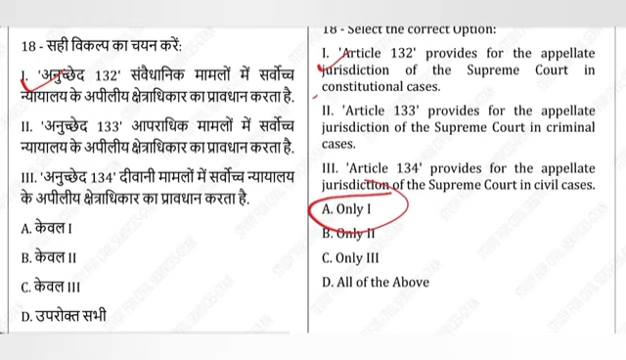 18 - सही विकल्प का चयन करें:
I. 'अनुच्छेद 132' संवैधानिक मामलों में सर्वोच्च
न्यायालय के अपीलीय क्षेत्राधिकार का प्रावधान करता है.
II. 'अनुच्छेद 133' आपराधिक मामलों में सर्वोच्च
न्यायालय के अपीलीय क्षेत्राधिकार का प्रावधान करता है.
III. 'अनुच्छेद 134' दीवानी मामलों में सर्वोच्च न्यायालय
के अपीलीय क्षेत्राधिकार का प्रावधान करता है.
A. केवल I
B. केवल II
C. केवल III
D. उपरोक्त सभी
18 - Select the correct Option:
I. 'Article 132' provides for the appellate
jurisdiction of the Supreme Court in
constitutional cases.
II. 'Article 133' provides for the appellate
jurisdiction of the Supreme Court in criminal
cases.
III. 'Article 134' provides for the appellate
jurisdiction of the Supreme Court in civil cases.
A. Only I
B. Only II
C. Only III
D. All of the Above